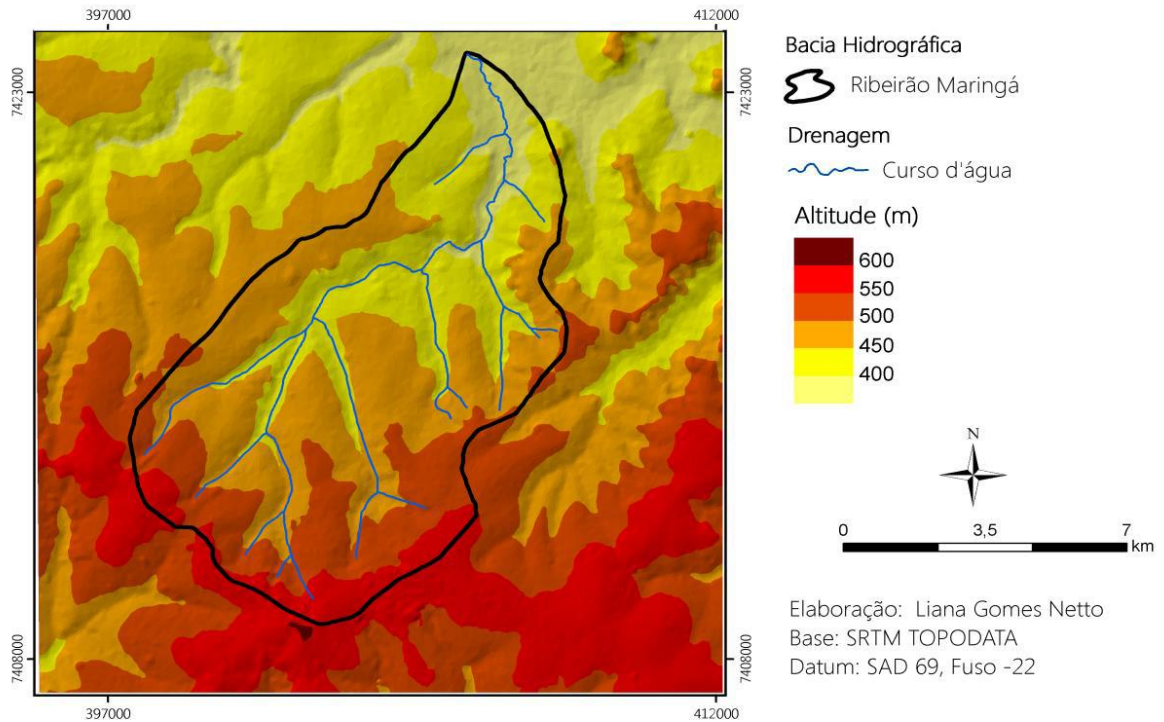 397000
412000
7423000
7423000
7408000
7408000
397000
412000
Bacia Hidrográfica
Ribeirão Maringá
Drenagem
Curso d'água
Altitude (m)
600
550
500
450
400
N
0
3,5
7
km
Elaboração: Liana Gomes Netto
Base: SRTM TOPODATA
Datum: SAD 69, Fuso -22